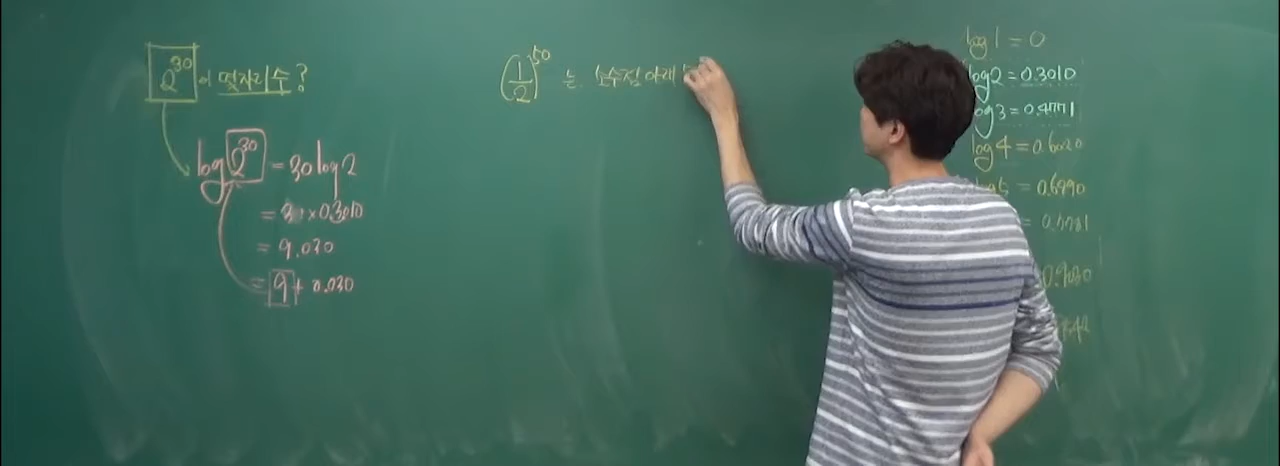 2^30 이 몇자리 수?
log 2^30 = 30 log 2
= 30 × 0.3010
= 9.030
= 9 + 0.030
(1/2)^50 는 소수점 아래
log 1 = 0
log 2 = 0.3010
log 3 = 0.4771
log 4 = 0.6020
= 0.6990